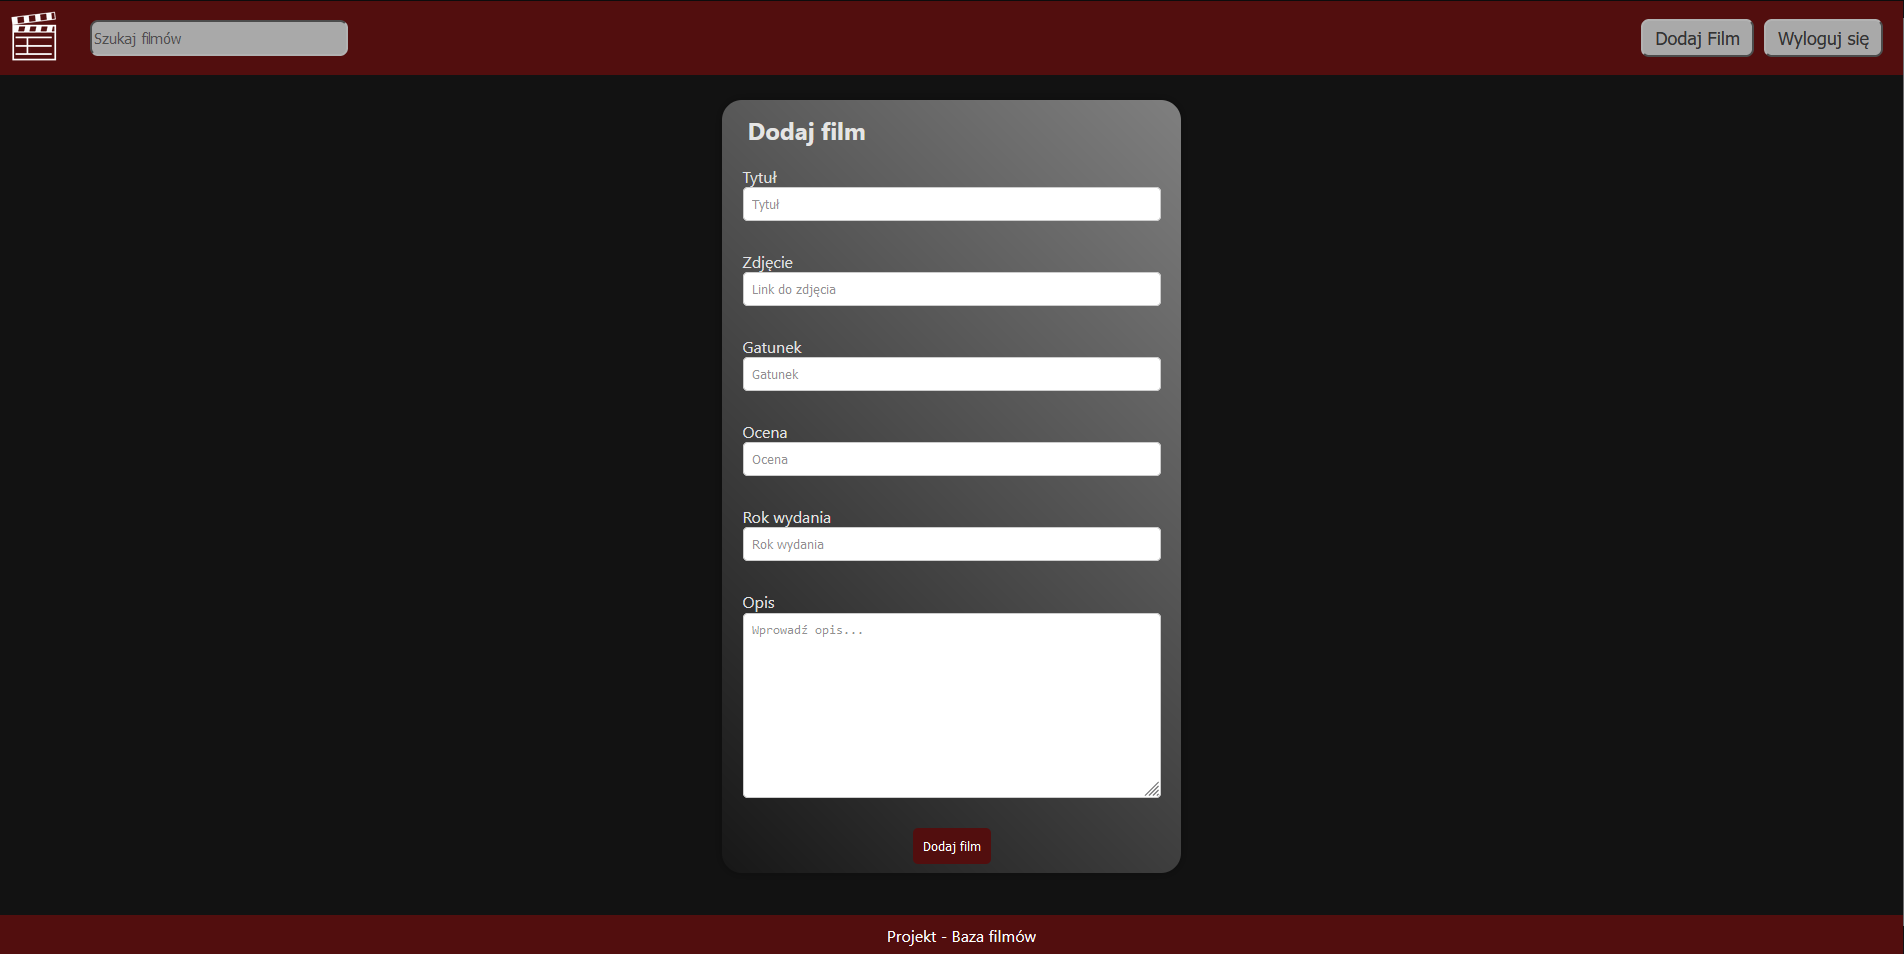 Szukaj filmów
Dodaj Film
Wyloguj się
Dodaj film
Tytuł
Tytuł
Zdjęcie
Link do zdjęcia
Gatunek
Gatunek
Ocena
Ocena
Rok wydania
Rok wydania
Opis
Wprowadź opis...
Dodaj film
Projekt - Baza filmów